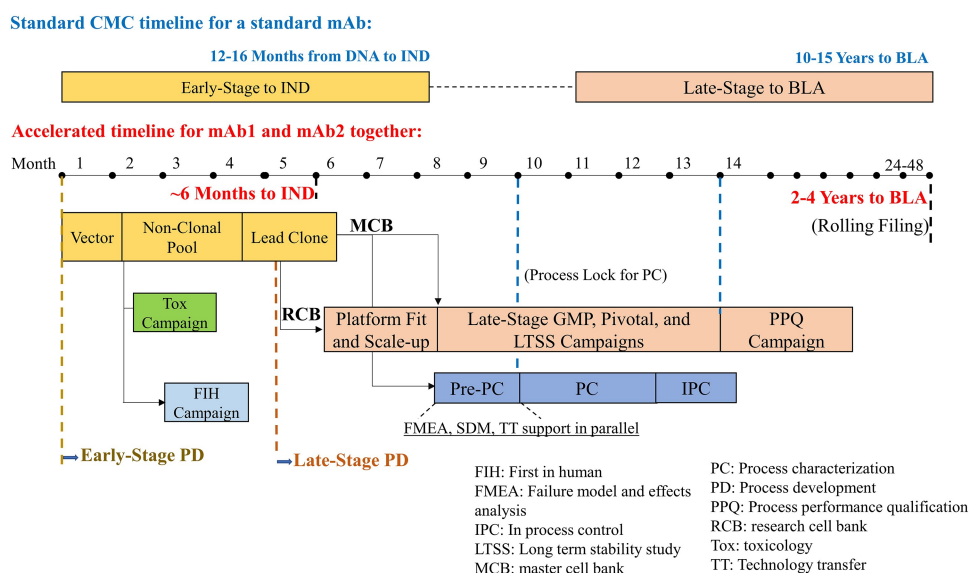 Standard CMC timeline for a standard mAb:
12-16 Months from DNA to IND
10-15 Years to BLA
Early-Stage to IND
Late-Stage to BLA
Accelerated timeline for mAb1 and mAb2 together:
Month 1 2 3 4 5 6 7 8 9 10 11 12 13 14 24-48
~6 Months to IND
2-4 Years to BLA
(Rolling Filing)
Vector
Non-Clonal
Pool
Lead Clone
MCB
(Process Lock for PC)
Tox
Campaign
RCB
Platform Fit
and Scale-up
Late-Stage GMP, Pivotal, and
LTSS Campaigns
PPQ
Campaign
FIH
Campaign
Pre-PC
PC
IPC
FMEA, SDM, TT support in parallel
Early-Stage PD
Late-Stage PD
FIH: First in human
FMEA: Failure model and effects
analysis
IPC: In process control
LTSS: Long term stability study
MCB: master cell bank
PC: Process characterization
PD: Process development
PPQ: Process performance qualification
RCB: research cell bank
Tox: toxicology
TT: Technology transfer